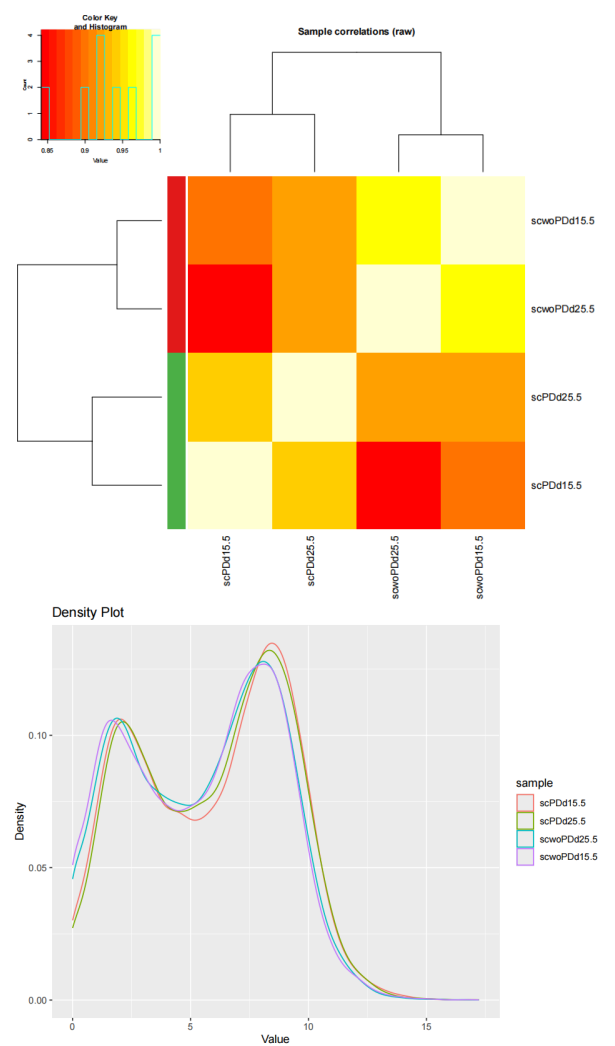 Color Key
and Histogram
Count
0 1 2 3 4
0.85 0.9 0.95 1
Value
Sample correlations (raw)
scwoPDd15.5
scwoPDd25.5
scPDd25.5
scPDd15.5
scPDd15.5
scPDd25.5
scwoPDd25.5
scwoPDd15.5
Density Plot
Density
0.10
0.05
0.00
0 5 10 15
Value
sample
scPDd15.5
scPDd25.5
scwoPDd25.5
scwoPDd15.5